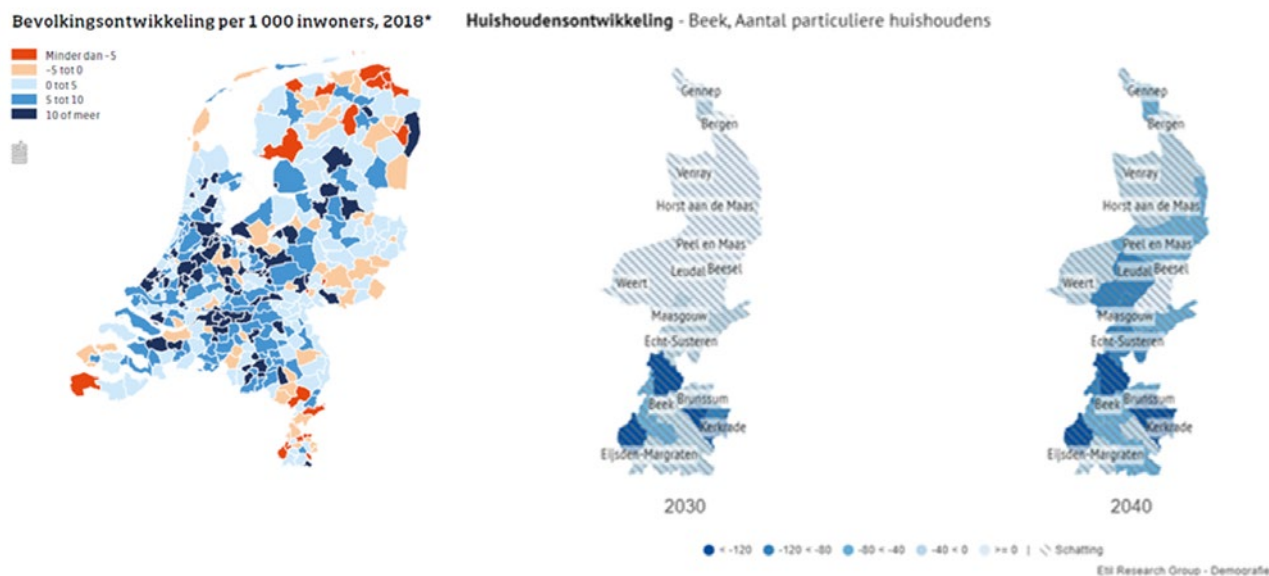 Bevolkingsontwikkeling per 1 000 inwoners, 2018*
Minder dan -5
-5 tot 0
0 tot 5
5 tot 10
10 of meer
Huishoudensontwikkeling - Beek, Aantal particuliere huishoudens
Gennep
Bergen
Venray
Horst aan de Maas
Peel en Maas
Leudal Beesel
Weert
Maasgouw
Echt-Susteren
Beek Brunssum
Kerkrade
Eijsden-Margraten
2030
Gennep
Bergen
Venray
Horst aan de Maas
Peel en Maas
Leudal Beesel
Weert
Maasgouw
Echt-Susteren
Beek Brunssum
Kerkrade
Eijsden-Margraten
2040
< -120 -120 < -80 -80 < -40 -40 < 0 >= 0 | Schatting
Etil Research Group - Demografie